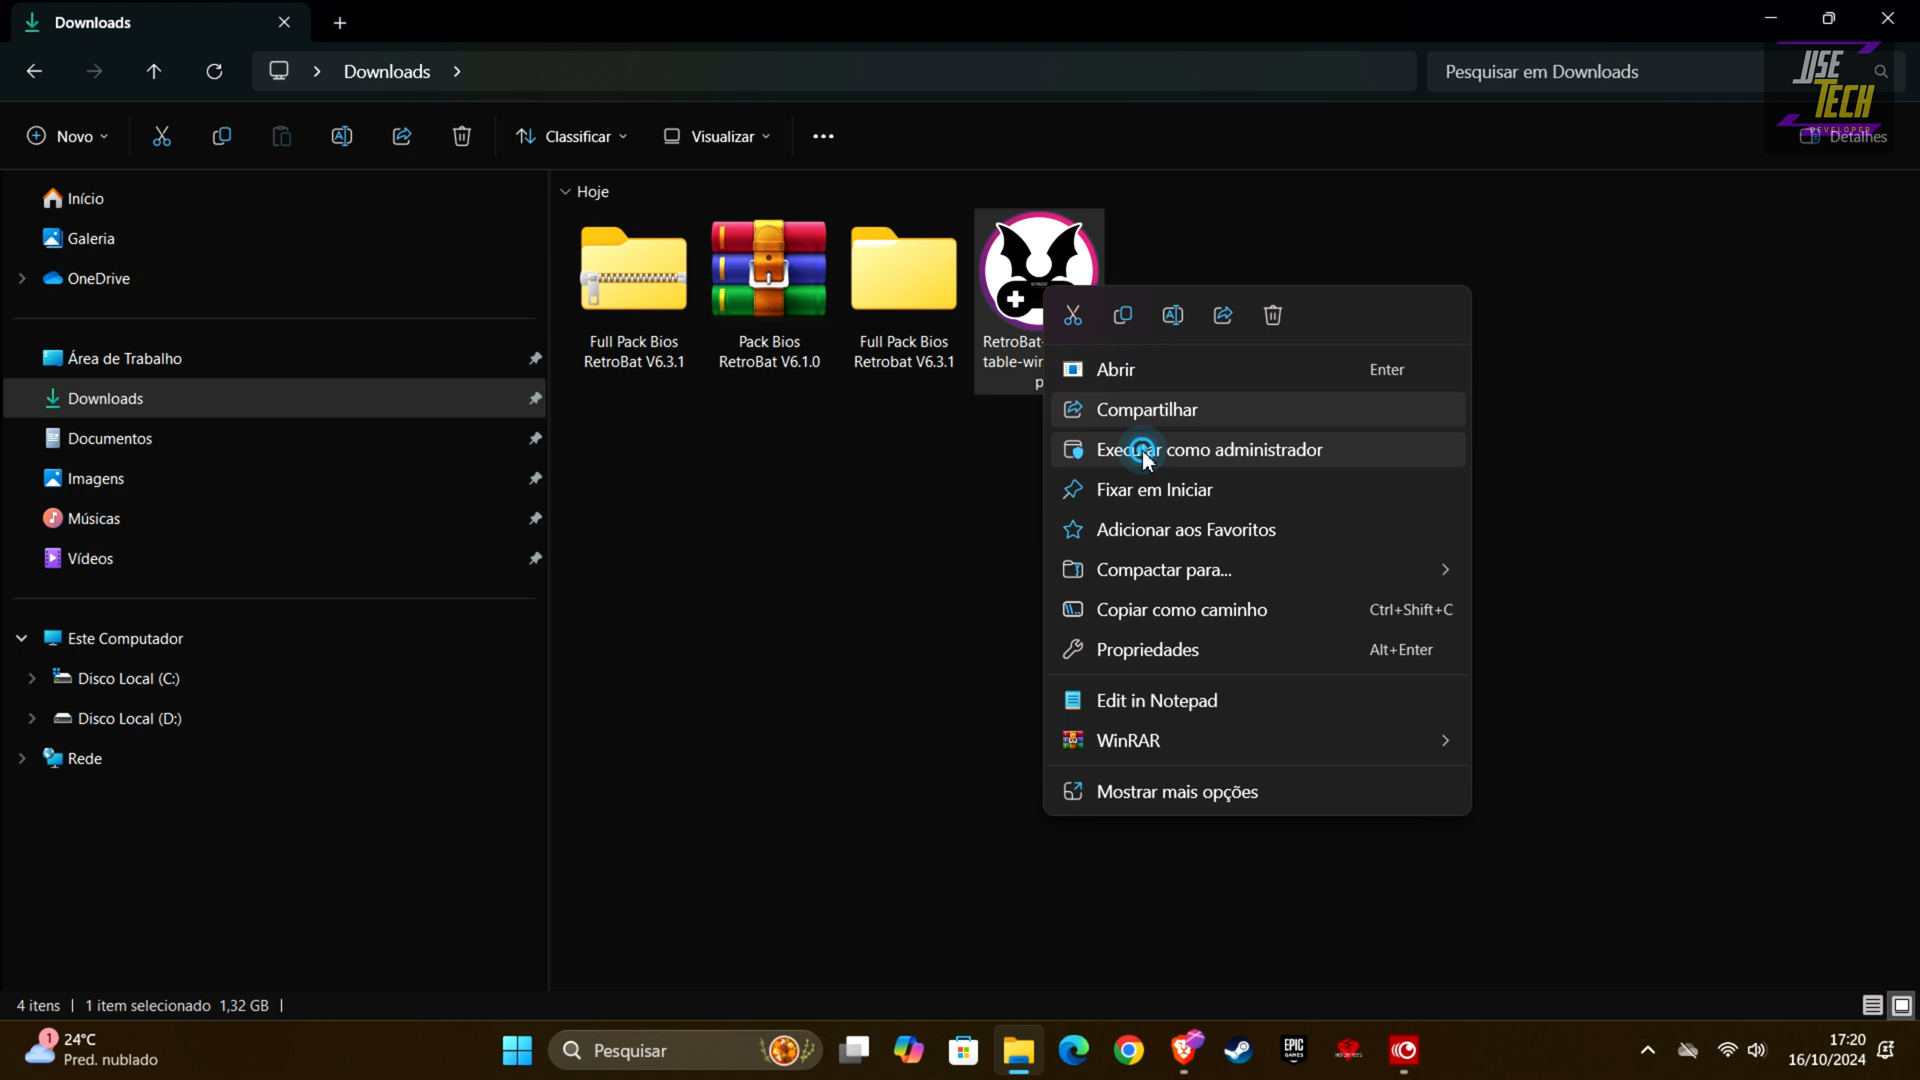 Downloads
Downloads
Pesquisar em Downloads
JJSE
TECH
DEVELOPER
Novo
Classificar
Visualizar
Detalhes
Início
Galeria
OneDrive
Área de Trabalho
Downloads
Documentos
Imagens
Músicas
Vídeos
Este Computador
Disco Local (C:)
Disco Local (D:)
Rede
Hoje
Full Pack Bios
RetroBat V6.3.1
Pack Bios
RetroBat V6.1.0
Full Pack Bios
Retrobat V6.3.1
RetroBat-
table-wir
p
Abrir Enter
Compartilhar
Executar como administrador
Fixar em Iniciar
Adicionar aos Favoritos
Compactar para...
Copiar como caminho Ctrl+Shift+C
Propriedades Alt+Enter
Edit in Notepad
WinRAR
Mostrar mais opções
4 itens 1 item selecionado 1,32 GB
1
24°C
Pred. nublado
Pesquisar
EPIC
GAMES
17:20
16/10/2024